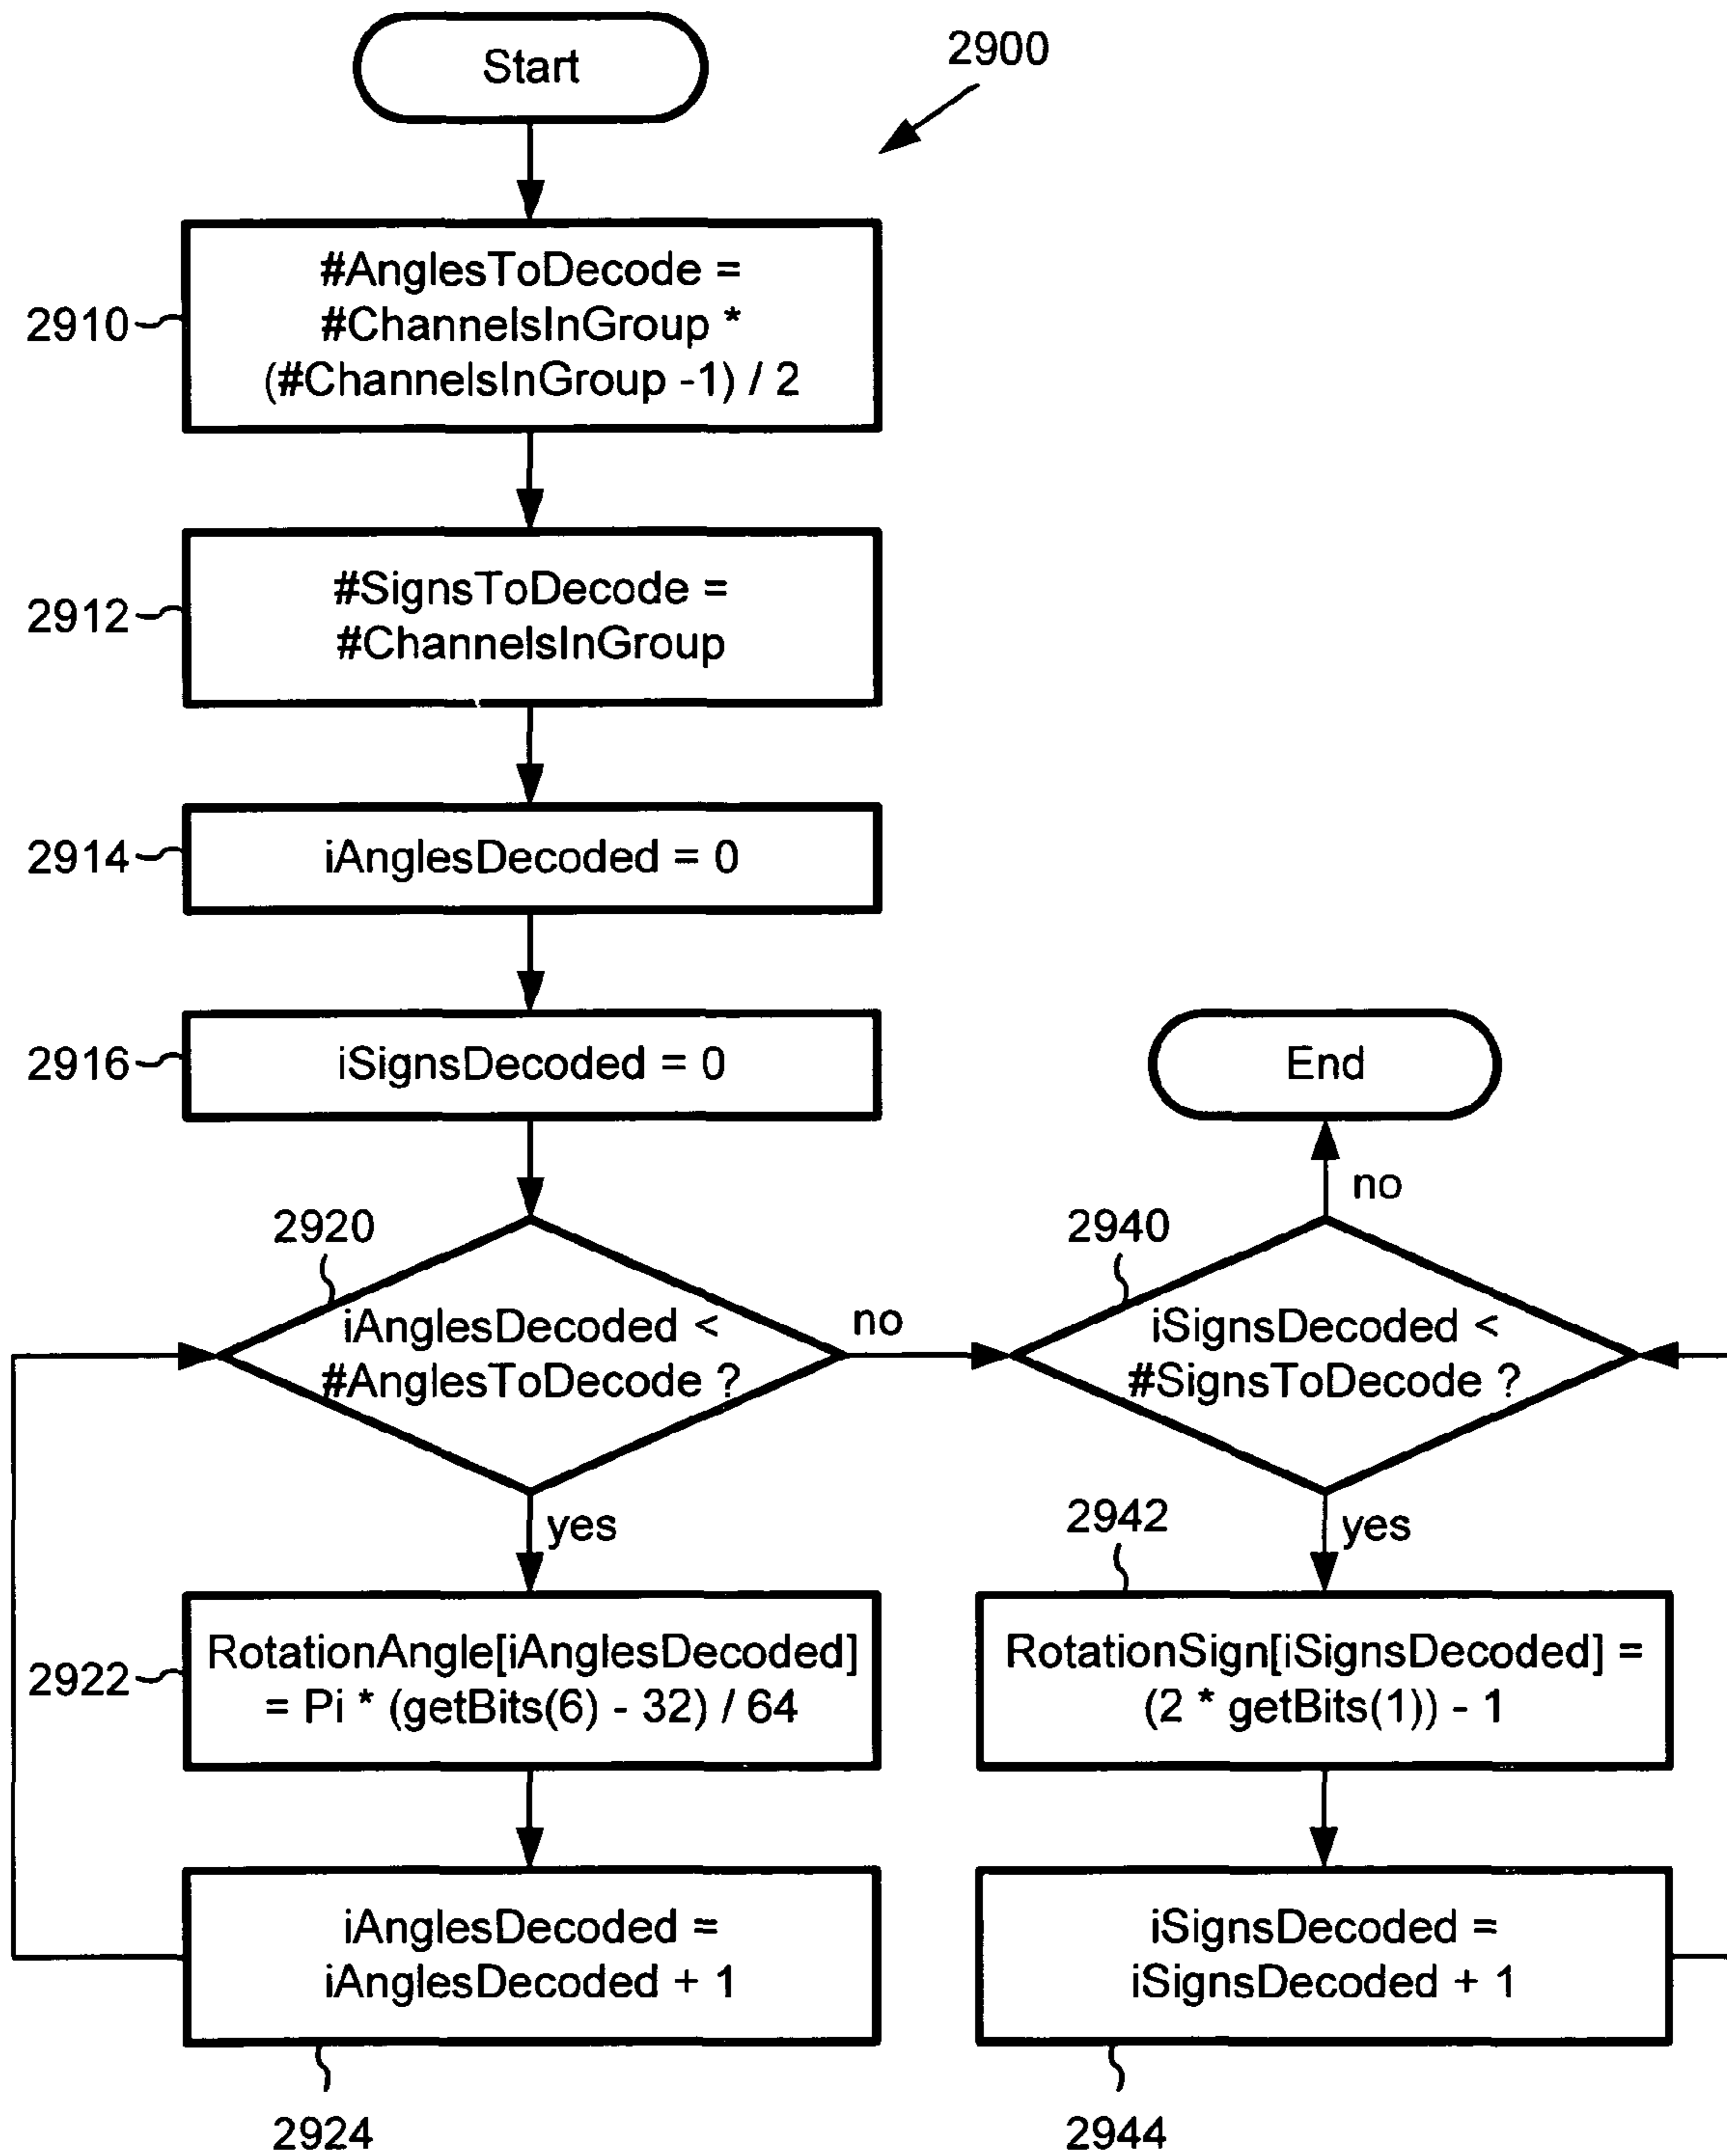 Start
2900
#AnglesToDecode =
#ChannelsInGroup *
(#ChannelsInGroup -1) / 2
2910
#SignsToDecode =
#ChannelsInGroup
2912
iAnglesDecoded = 0
2914
iSignsDecoded = 0
2916
End
no
2920
iAnglesDecoded <
#AnglesToDecode ?
no
2940
iSignsDecoded <
#SignsToDecode ?
yes
2942
yes
RotationAngle[iAnglesDecoded]
= Pi * (getBits(6) - 32) / 64
2922
RotationSign[iSignsDecoded] =
(2 * getBits(1)) - 1
iAnglesDecoded =
iAnglesDecoded + 1
iSignsDecoded =
iSignsDecoded + 1
2924
2944